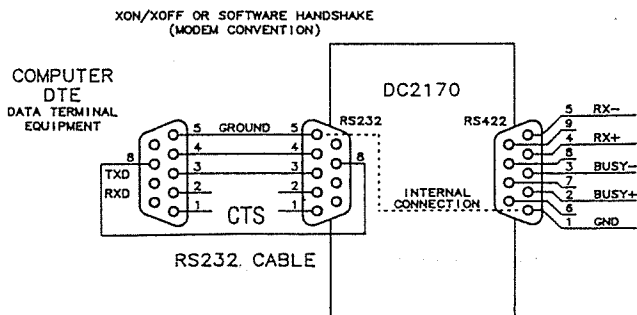 XON/XOFF OR SOFTWARE HANDSHAKE
(MODEM CONVENTION)
COMPUTER
DTE
DATA TERMINAL
EQUIPMENT
DC2170
RS232
RS422
5 GROUND 5
4 4
8 8
TXD 3 3
RXD 2 2
1 CTS 1
RS232 CABLE
INTERNAL
CONNECTION
5 RX-
9
4 RX+
8
3 BUSY-
7
2 BUSY+
6
1 GND